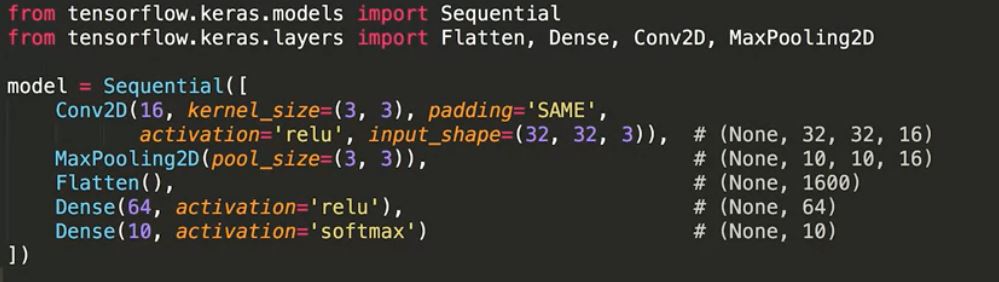 from tensorflow.keras.models import Sequential
from tensorflow.keras.layers import Flatten, Dense, Conv2D, MaxPooling2D
model = Sequential([
    Conv2D(16, kernel_size=(3, 3), padding='SAME',
           activation='relu', input_shape=(32, 32, 3)),  # (None, 32, 32, 16)
    MaxPooling2D(pool_size=(3, 3)),                      # (None, 10, 10, 16)
    Flatten(),                                           # (None, 1600)
    Dense(64, activation='relu'),                        # (None, 64)
    Dense(10, activation='softmax')                      # (None, 10)
])